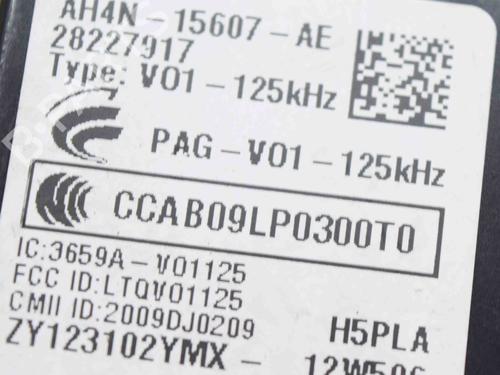 AH4N-15607-AE
28227917
Type: V01-125kHz
PAG-V01-125kHz
CCAB09LP0300T0
IC:3659A-V01125
FCC ID:LTQV01125
CMII ID:2009DJ0209
H5PLA
ZY123102YMX-